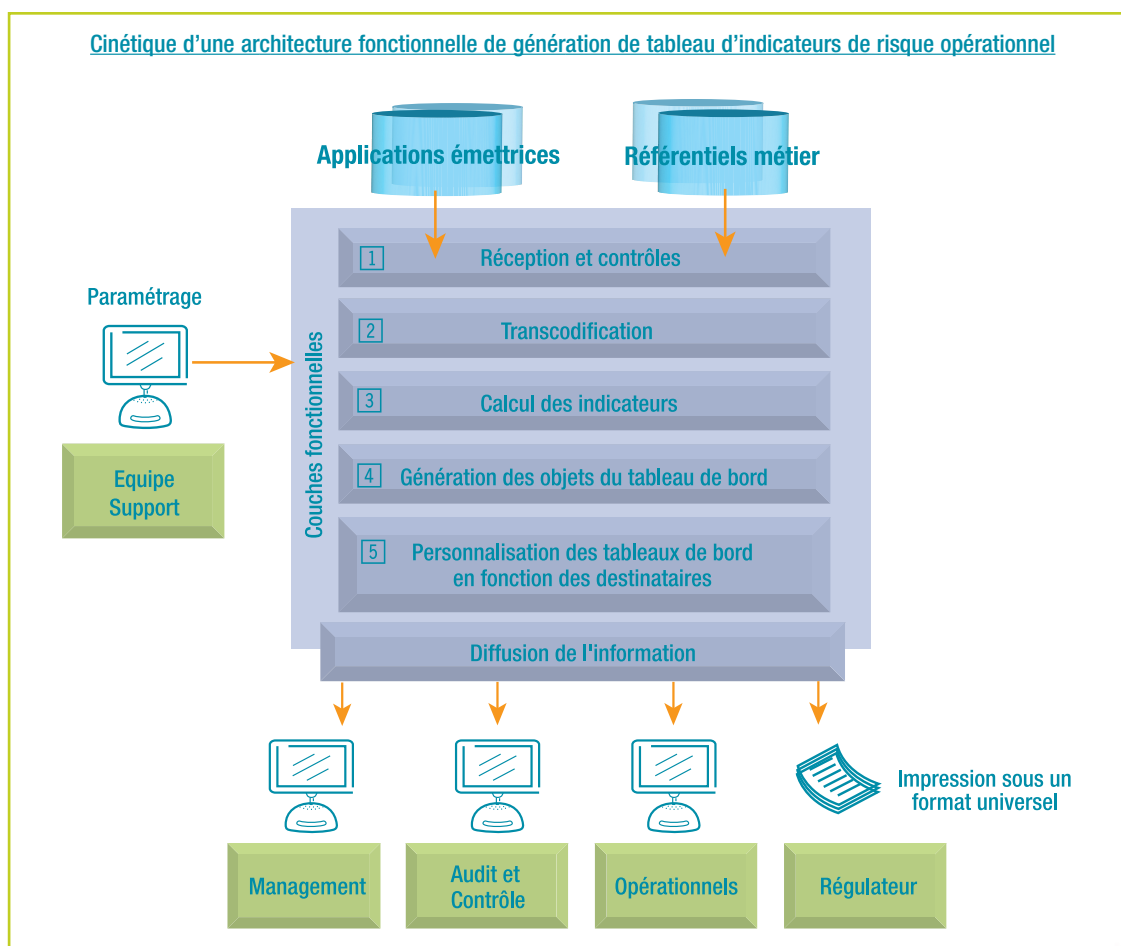 Cinétique d'une architecture fonctionnelle de génération de tableau d'indicateurs de risque opérationnel
Applications émettrices
Référentiels métier
1 Réception et contrôles
Paramétrage
2 Transcodification
Couches fonctionnelles
3 Calcul des indicateurs
4 Génération des objets du tableau de bord
Equipe
Support
5 Personnalisation des tableaux de bord
en fonction des destinataires
Diffusion de l'information
Impression sous un
format universel
Management
Audit et
Contrôle
Opérationnels
Régulateur